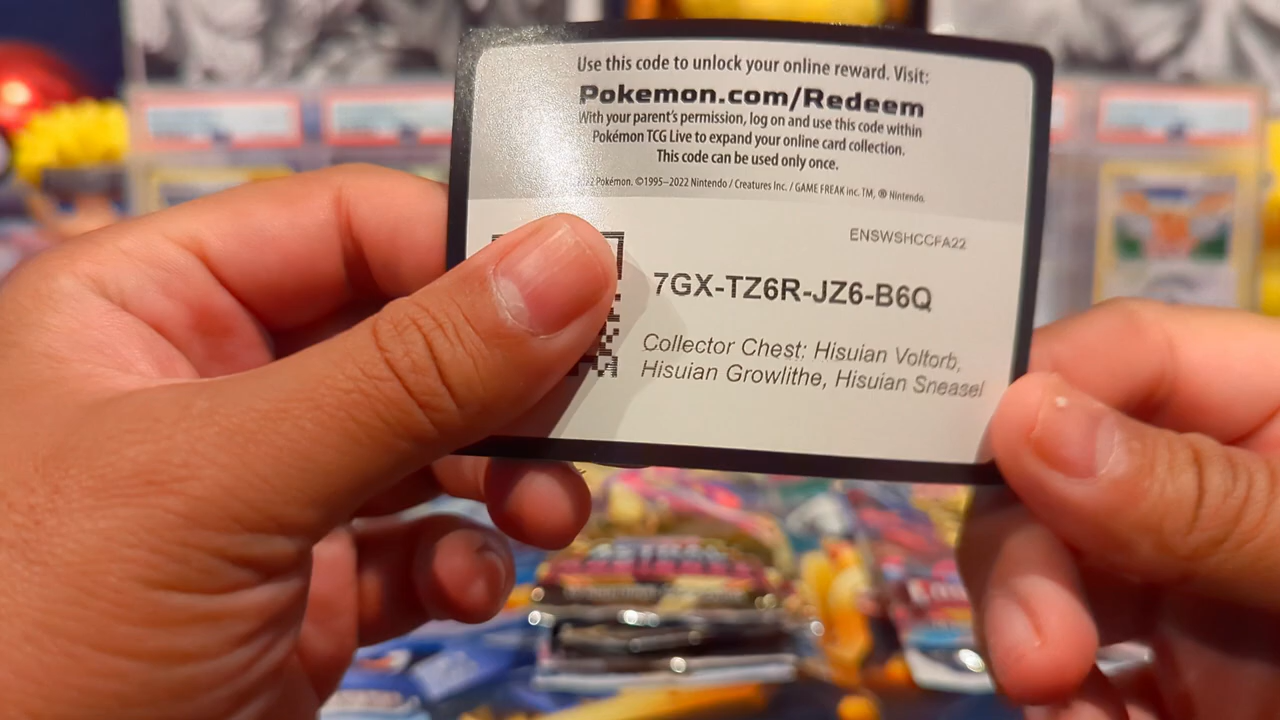 Use this code to unlock your online reward. Visit:
Pokemon.com/Redeem
With your parent's permission, log on and use this code within
Pokémon TCG Live to expand your online card collection.
This code can be used only once.
Pokémon. ©1995–2022 Nintendo / Creatures Inc. / GAME FREAK inc. TM, ® Nintendo.
ENSWSHCCFA22
7GX-TZ6R-JZ6-B6Q
Collector Chest: Hisuian Voltorb,
Hisuian Growlithe, Hisuian Sneasel
ASTRAL